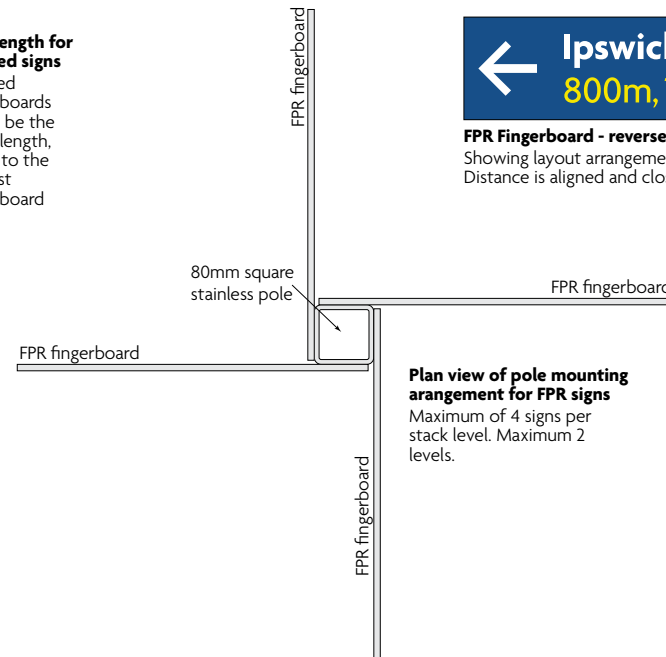 ength for
ed signs
ed
boards
be the
length,
to the
st
board
FPR fingerboard
Ipswich
800m,
FPR Fingerboard - reverse
Showing layout arrangeme
Distance is aligned and clos
80mm square
stainless pole
FPR fingerboard
FPR fingerboard
Plan view of pole mounting
arangement for FPR signs
Maximum of 4 signs per
stack level. Maximum 2
levels.
FPR fingerboard